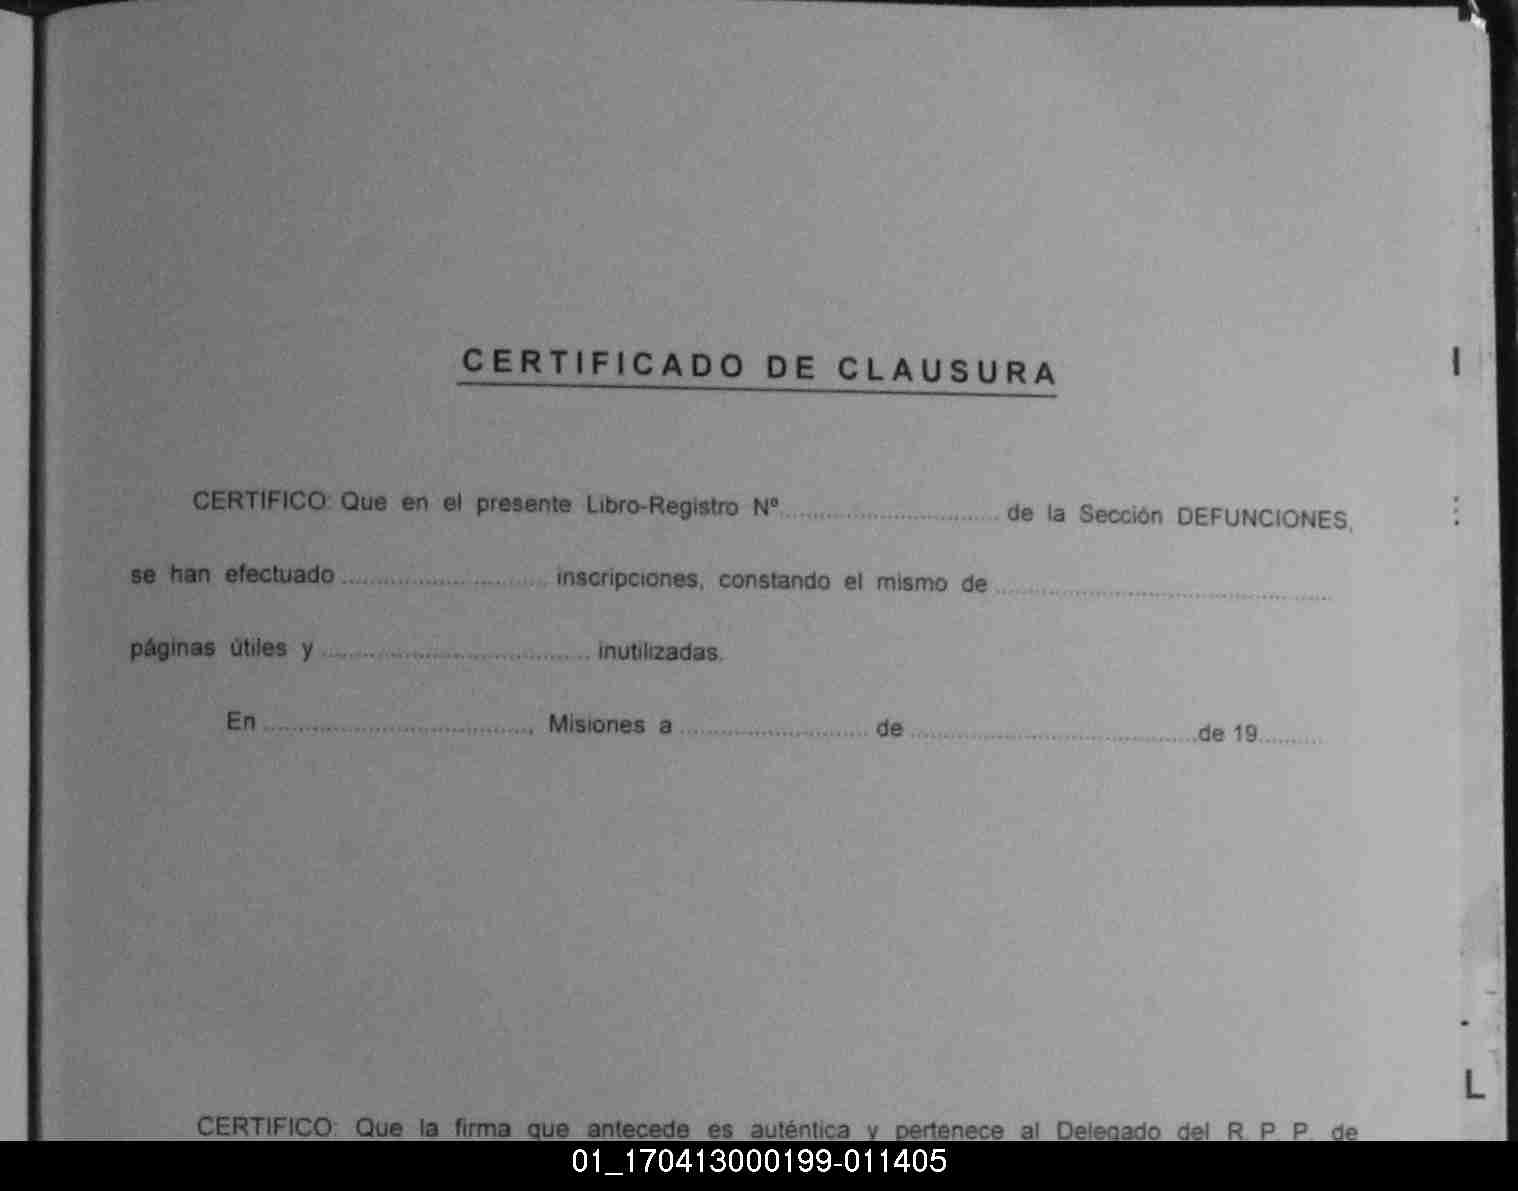 CERTIFICADO DE CLAUSURA
CERTIFICO: Que en el presente Libro-Registro Nº.............................. de la Sección DEFUNCIONES,
se han efectuado ............................ inscripciones, constando el mismo de ..............................................
páginas útiles y ..................................... inutilizadas.
En ....................................., Misiones a .......................... de ........................................de 19.........
CERTIFICO: Que la firma que antecede es auténtica y pertenece al Delegado del R. P. P. de
L
01_170413000199-011405